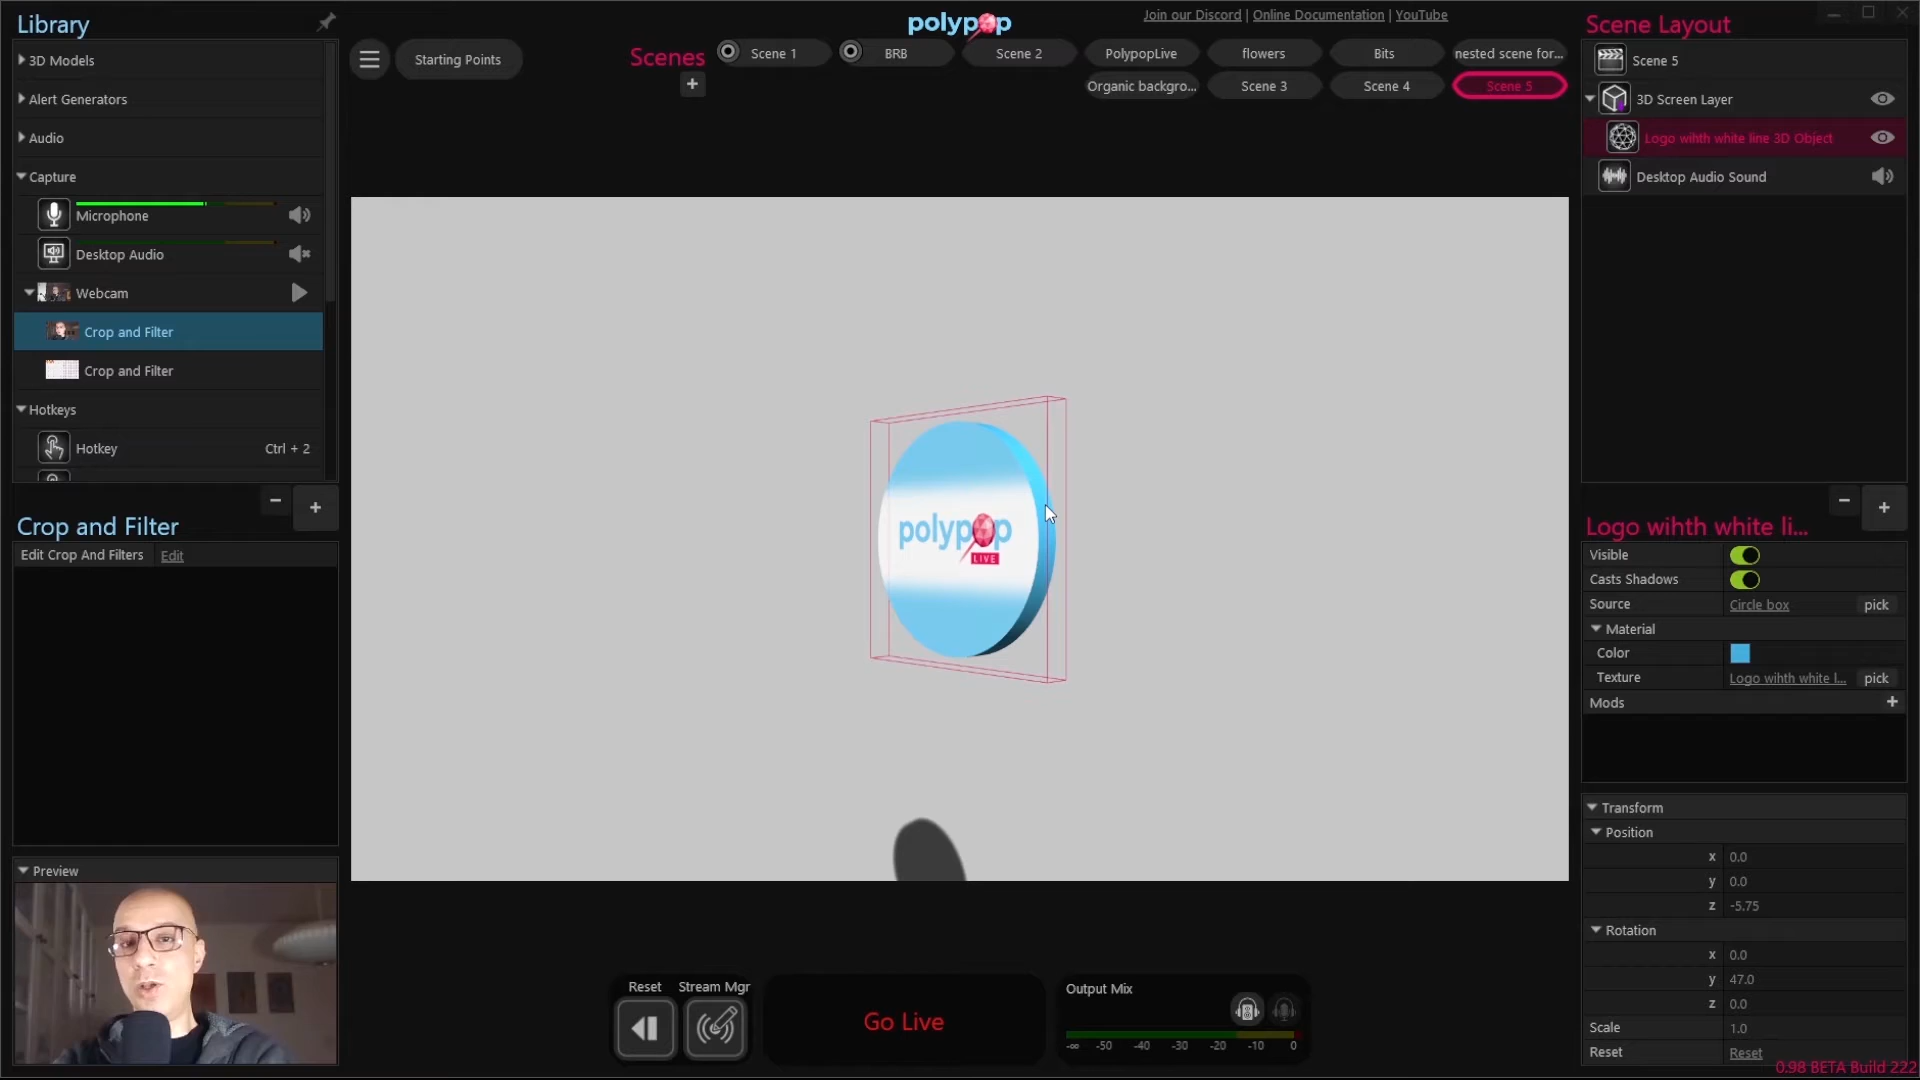 Library
3D Models
Alert Generators
Audio
Capture
Microphone
Desktop Audio
Webcam
Crop and Filter
Crop and Filter
Hotkeys
Hotkey Ctrl + 2
Crop and Filter
Edit Crop And Filters Edit
Preview
Starting Points
polypop
Join our Discord | Online Documentation | YouTube
Scenes
Scene 1
BRB
Scene 2
PolypopLive
flowers
Bits
nested scene for...
Organic backgro...
Scene 3
Scene 4
Scene 5
polypop
LIVE
Reset
Stream Mgr
Go Live
Output Mix
-∞ -50 -40 -30 -20 -10 0
Scene Layout
Scene 5
3D Screen Layer
Logo wihth white line 3D Object
Desktop Audio Sound
Logo wihth white li...
Visible
Casts Shadows
Source Circle box pick
Material
Color
Texture Logo wihth white l... pick
Mods
Transform
Position
x 0.0
y 0.0
z -5.75
Rotation
x 0.0
y 47.0
z 0.0
Scale 1.0
Reset Reset
0.98 BETA Build 222